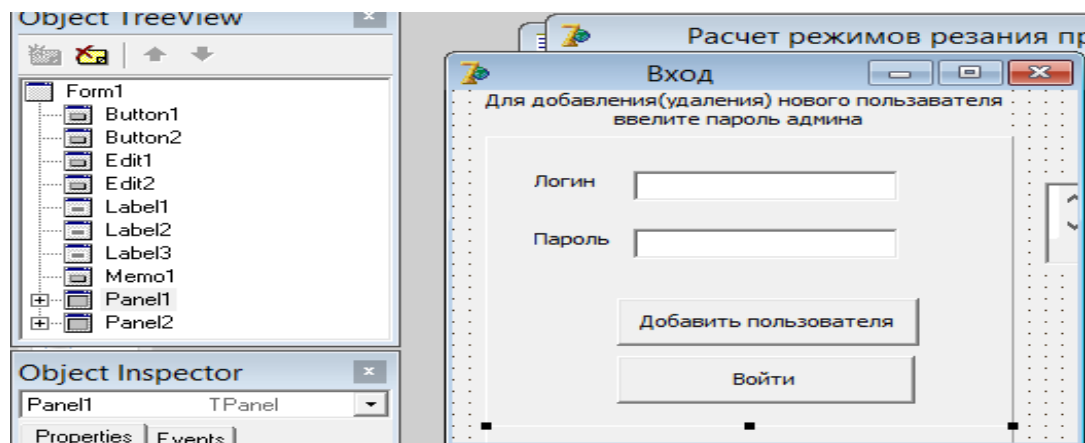 Object TreeView
Form1
Button1
Button2
Edit1
Edit2
Label1
Label2
Label3
Memo1
Panel1
Panel2
Object Inspector
Panel1 TPanel
Properties Events
Расчет режимов резания пр
Вход
Для добавления(удаления) нового пользавателя
ввелите пароль админа
Логин
Пароль
Добавить пользователя
Войти